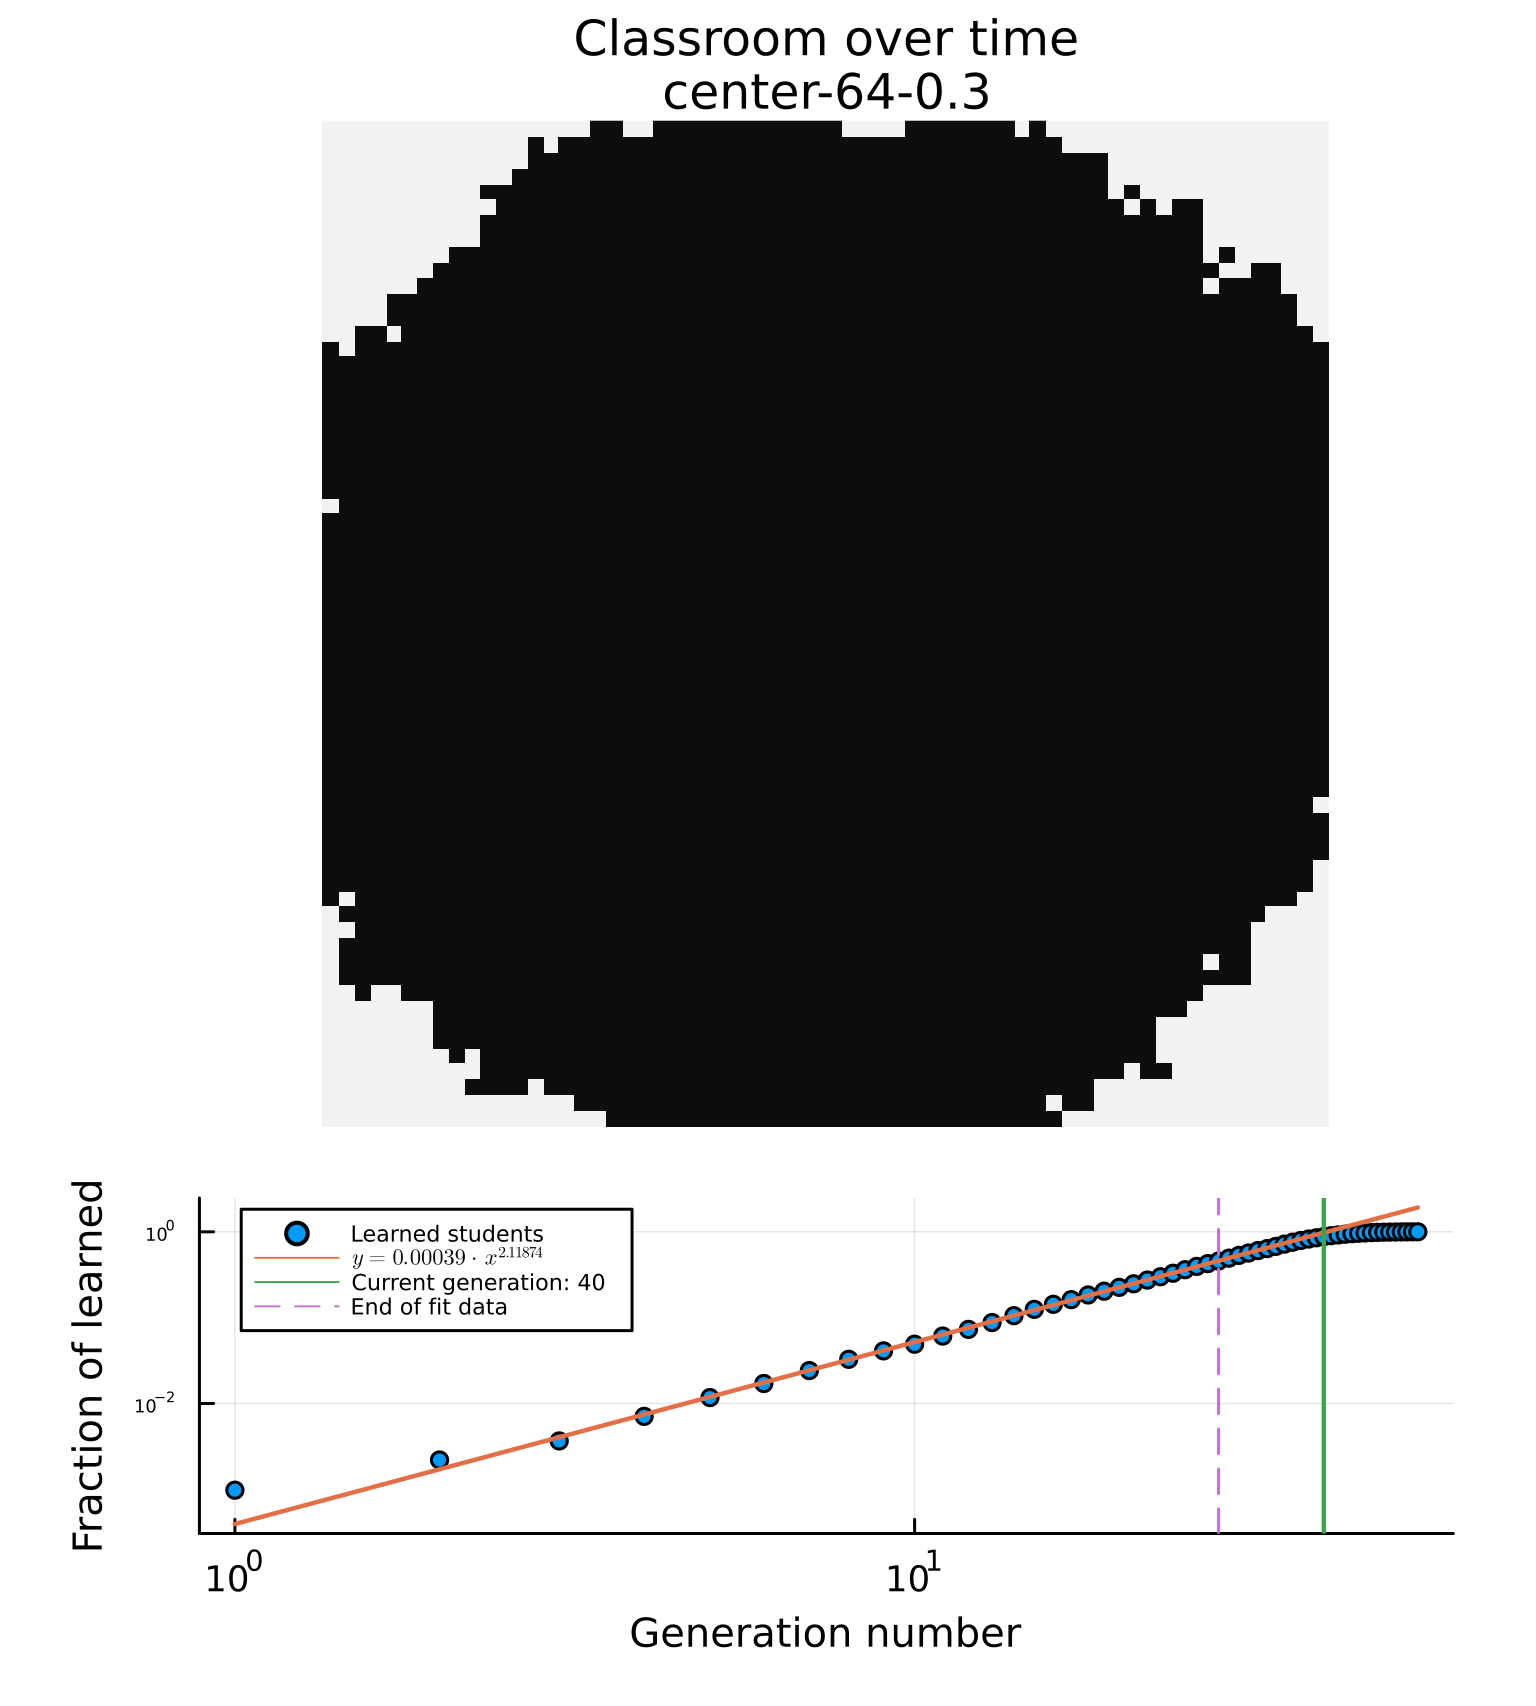 Classroom over time
center-64-0.3
Fraction of learned
10^0
10^−2
Learned students
y = 0.00039 · x^2.11874
Current generation: 40
End of fit data
10^0
10^1
Generation number